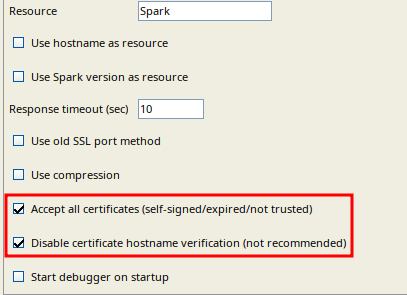 Resource Spark
Use hostname as resource
Use Spark version as resource
Response timeout (sec) 10
Use old SSL port method
Use compression
Accept all certificates (self-signed/expired/not trusted)
Disable certificate hostname verification (not recommended)
Start debugger on startup